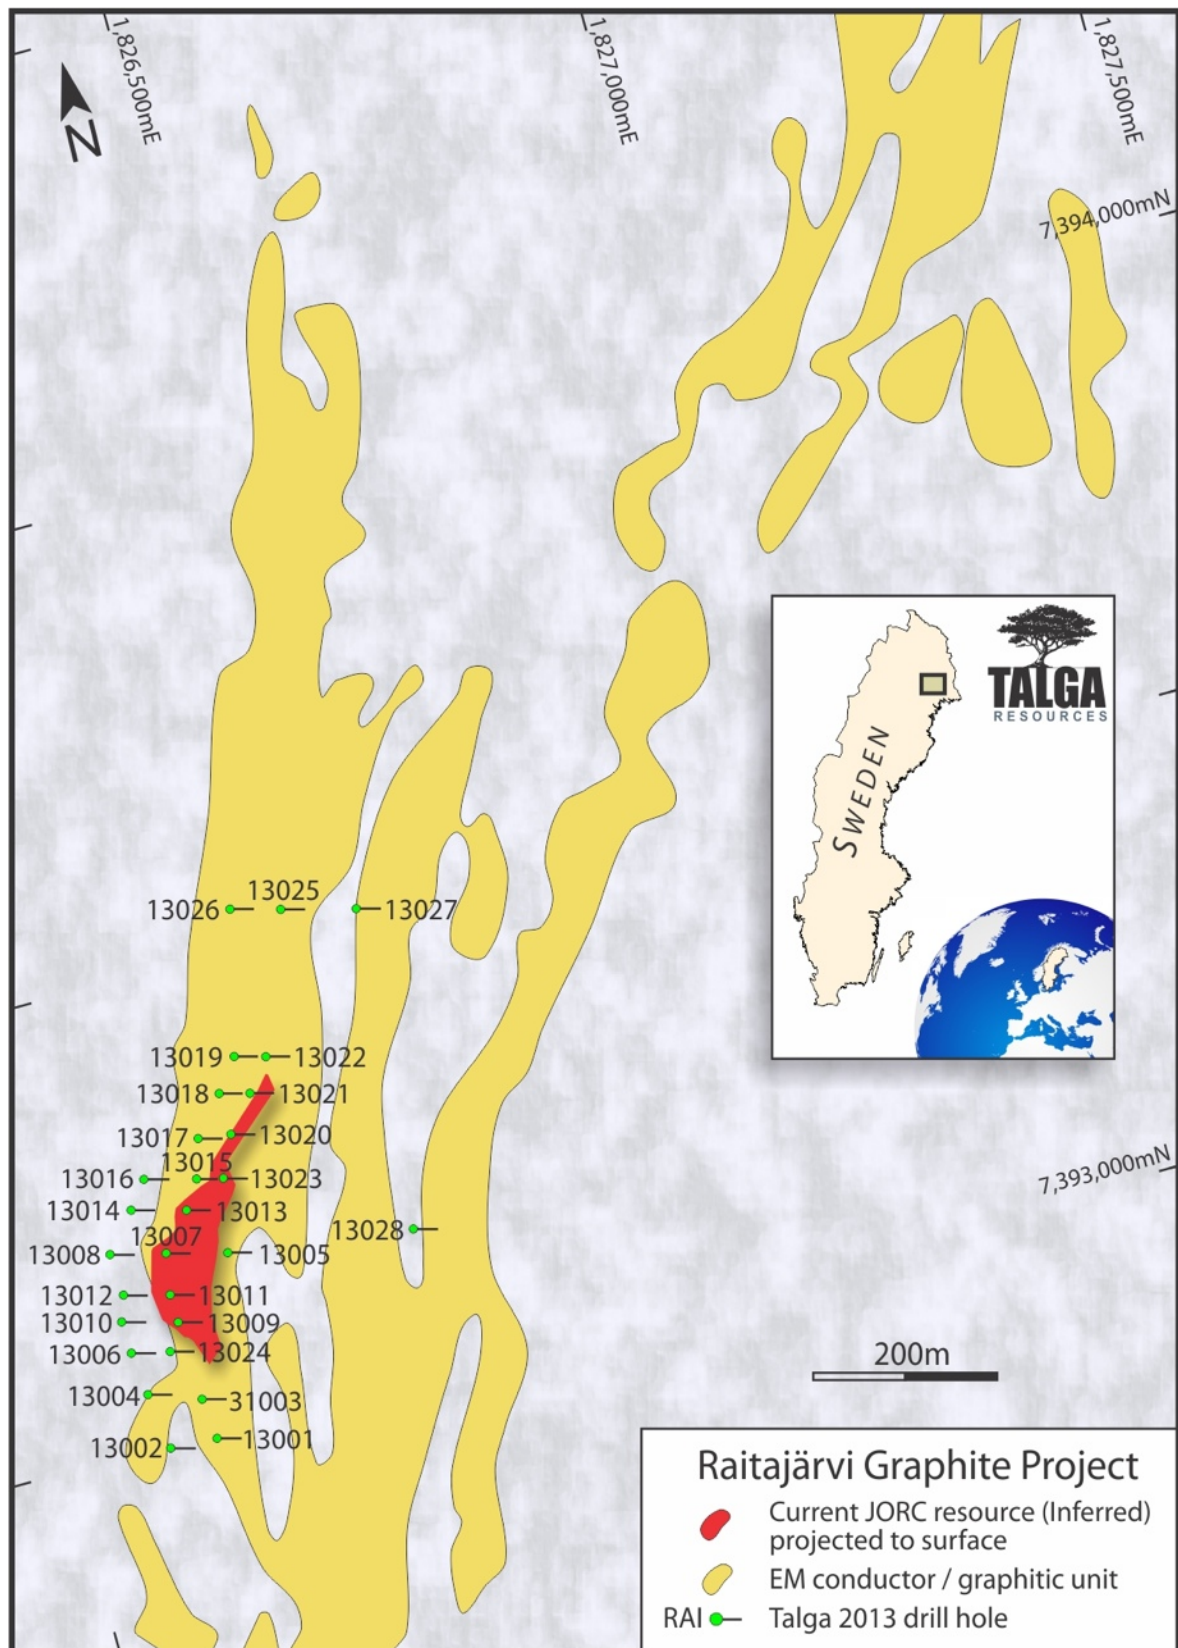 1,826,500mE
1,827,000mE
1,827,500mE
N
7,394,000mN
TALGA
RESOURCES
SWEDEN
13025
13026
13027
13019
13022
13018
13021
13017
13020
13015
13016
13023
7,393,000mN
13014
13013
13028
13007
13008
13005
13012
13011
13010
13009
13006
13024
200m
13004
31003
13002
13001
Raitajärvi Graphite Project
Current JORC resource (Inferred)
projected to surface
EM conductor / graphitic unit
RAI Talga 2013 drill hole